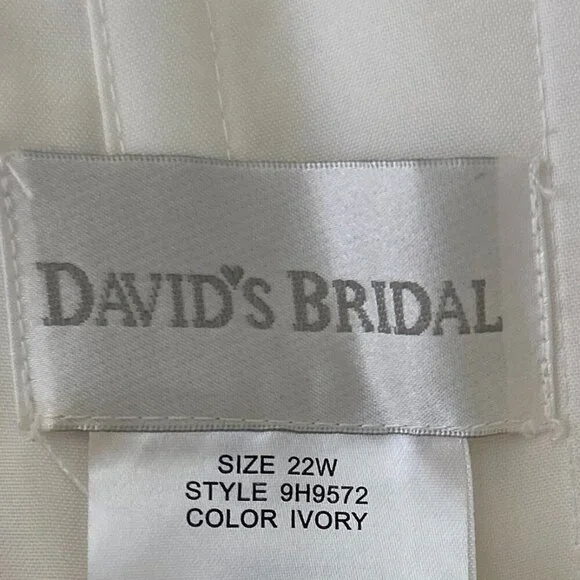 DAVID'S BRIDAL
SIZE 22W
STYLE 9H9572
COLOR IVORY